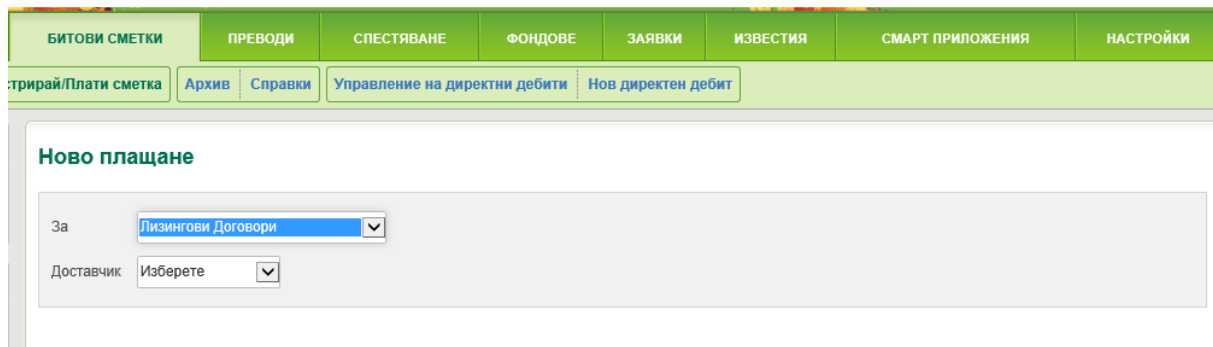 БИТОВИ СМЕТКИ ПРЕВОДИ СПЕСТЯВАНЕ ФОНДОВЕ ЗАЯВКИ ИЗВЕСТИЯ СМАРТ ПРИЛОЖЕНИЯ НАСТРОЙКИ
стрирай/Плати сметка Архив Справки Управление на директни дебити Нов директен дебит
Ново плащане
За Лизингови Договори
Доставчик Изберете